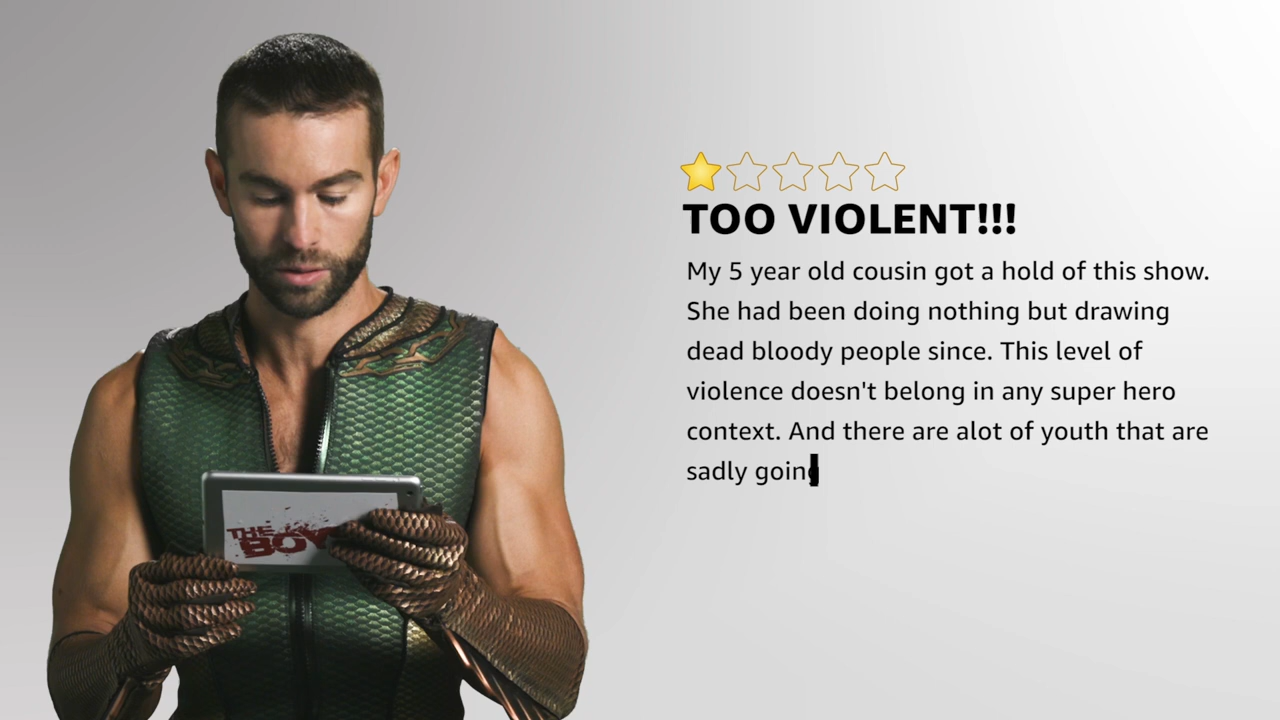 TOO VIOLENT!!!
My 5 year old cousin got a hold of this show.
She had been doing nothing but drawing
dead bloody people since. This level of
violence doesn't belong in any super hero
context. And there are alot of youth that are
sadly going
THE
BOY